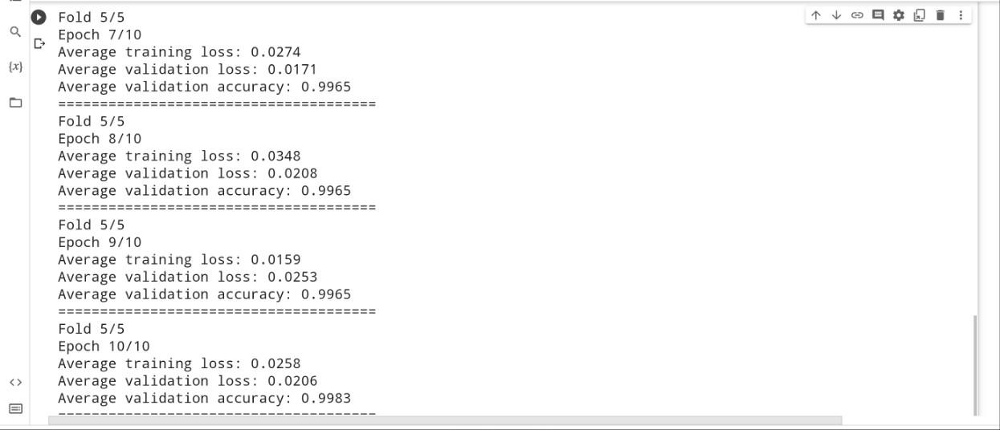 Fold 5/5
Epoch 7/10
Average training loss: 0.0274
Average validation loss: 0.0171
Average validation accuracy: 0.9965
======================================
Fold 5/5
Epoch 8/10
Average training loss: 0.0348
Average validation loss: 0.0208
Average validation accuracy: 0.9965
======================================
Fold 5/5
Epoch 9/10
Average training loss: 0.0159
Average validation loss: 0.0253
Average validation accuracy: 0.9965
======================================
Fold 5/5
Epoch 10/10
Average training loss: 0.0258
Average validation loss: 0.0206
Average validation accuracy: 0.9983
======================================
{x}
<>